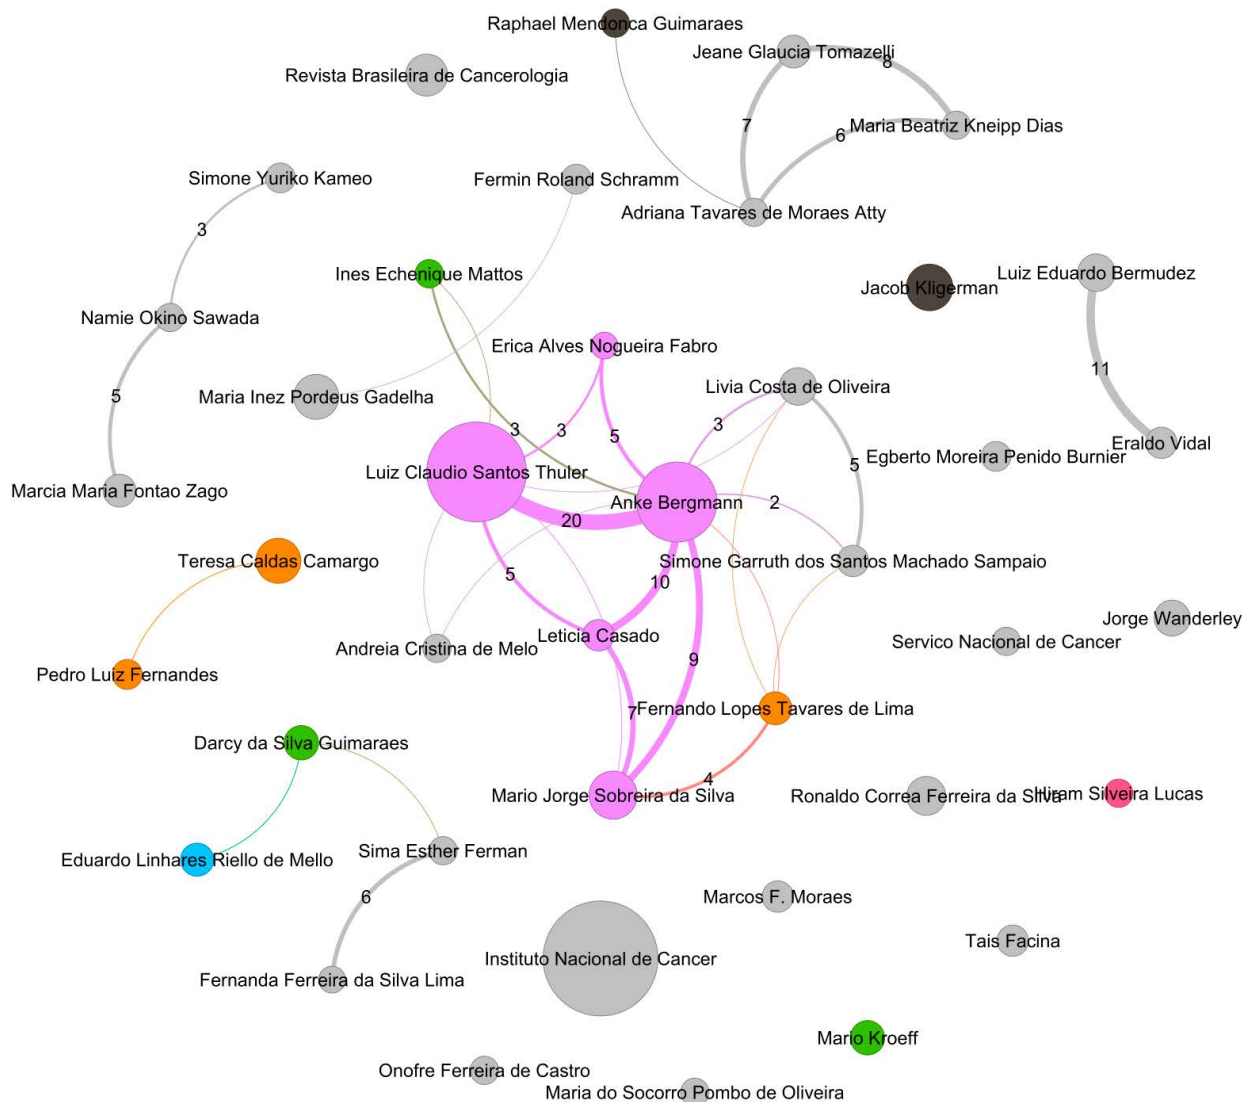 Raphael Mendonca Guimaraes
Jeane Glaucia Tomazelli
8
Revista Brasileira de Cancerologia
7
Maria Beatriz Kneipp Dias
6
Simone Yuriko Kameo
Fermin Roland Schramm
Adriana Tavares de Moraes Atty
3
Ines Echenique Mattos
Luiz Eduardo Bermudez
Jacob Kligerman
Namie Okino Sawada
Erica Alves Nogueira Fabro
11
Livia Costa de Oliveira
5
Maria Inez Pordeus Gadelha
3
3
5
3
Eraldo Vidal
Egberto Moreira Penido Burnier
5
Luiz Claudio Santos Thuler
Marcia Maria Fontao Zago
Anke Bergmann
2
20
Teresa Caldas Camargo
Simone Garruth dos Santos Machado Sampaio
5
10
Jorge Wanderley
Leticia Casado
Servico Nacional de Cancer
Andreia Cristina de Melo
9
Pedro Luiz Fernandes
7
Fernando Lopes Tavares de Lima
Darcy da Silva Guimaraes
4
Mario Jorge Sobreira da Silva
Ronaldo Correa Ferreira da Silva
Hiram Silveira Lucas
Sima Esther Ferman
Eduardo Linhares Riello de Mello
6
Marcos F. Moraes
Tais Facina
Instituto Nacional de Cancer
Fernanda Ferreira da Silva Lima
Mario Kroeff
Onofre Ferreira de Castro
Maria do Socorro Pombo de Oliveira